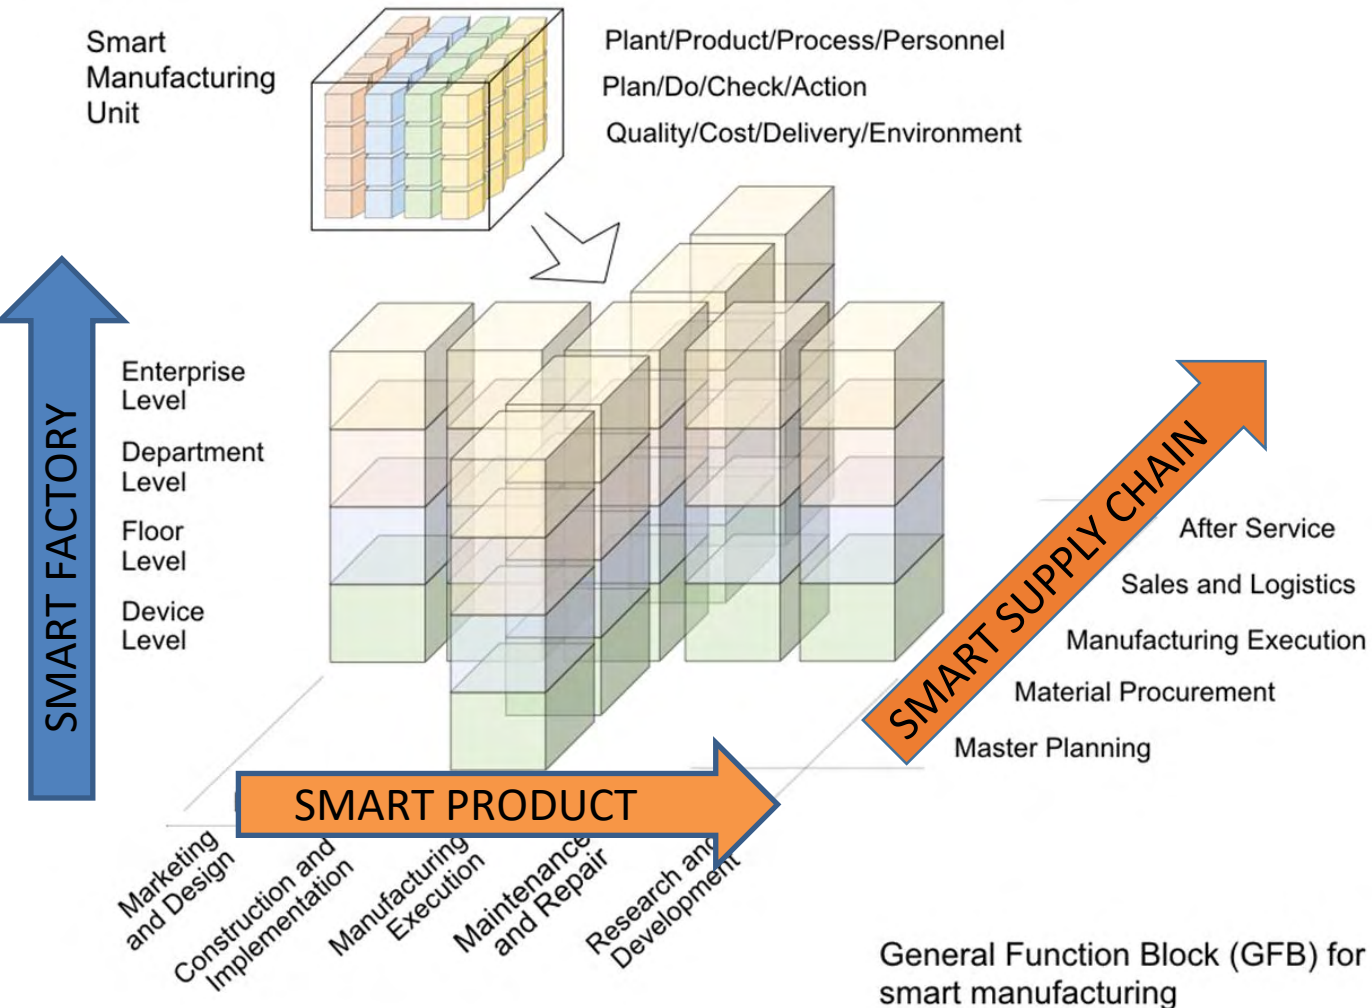 Smart
Manufacturing
Unit
Plant/Product/Process/Personnel
Plan/Do/Check/Action
Quality/Cost/Delivery/Environment
SMART FACTORY
Enterprise
Level
Department
Level
Floor
Level
Device
Level
SMART SUPPLY CHAIN
After Service
Sales and Logistics
Manufacturing Execution
Material Procurement
Master Planning
SMART PRODUCT
Marketing
and Design
Construction and
Implementation
Manufacturing
Execution
Maintenance
and Repair
Research and
Development
General Function Block (GFB) for
smart manufacturing